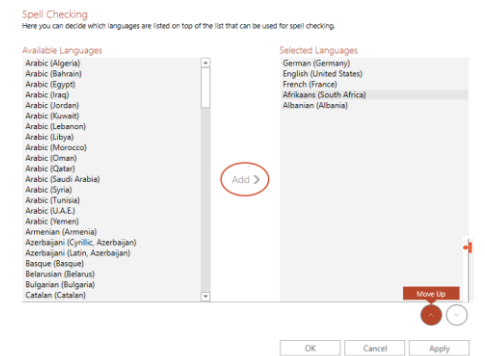 Spell Checking
Here you can decide which languages are listed on top of the list that can be used for spell checking.
Available Languages
Arabic (Algeria)
Arabic (Bahrain)
Arabic (Egypt)
Arabic (Iraq)
Arabic (Jordan)
Arabic (Kuwait)
Arabic (Lebanon)
Arabic (Libya)
Arabic (Morocco)
Arabic (Oman)
Arabic (Qatar)
Arabic (Saudi Arabia)
Arabic (Syria)
Arabic (Tunisia)
Arabic (U.A.E.)
Arabic (Yemen)
Armenian (Armenia)
Azerbaijani (Cyrillic, Azerbaijan)
Azerbaijani (Latin, Azerbaijan)
Basque (Basque)
Belarusian (Belarus)
Bulgarian (Bulgaria)
Catalan (Catalan)
Add
Selected Languages
German (Germany)
English (United States)
French (France)
Afrikaans (South Africa)
Albanian (Albania)
Move Up
OK
Cancel
Apply